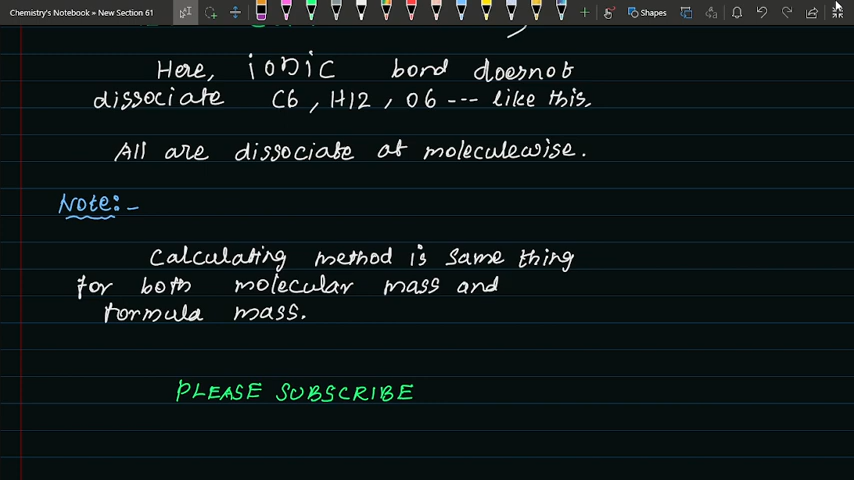 Chemistry's Notebook » New Section 61
Shapes
Here, ionic bond doesnot
dissociate C6, H12, 06 --- like this.
All are dissociate at moleculewise.
Note:-
Calculating method is same thing
for both molecular mass and
formula mass.
PLEASE SUBSCRIBE